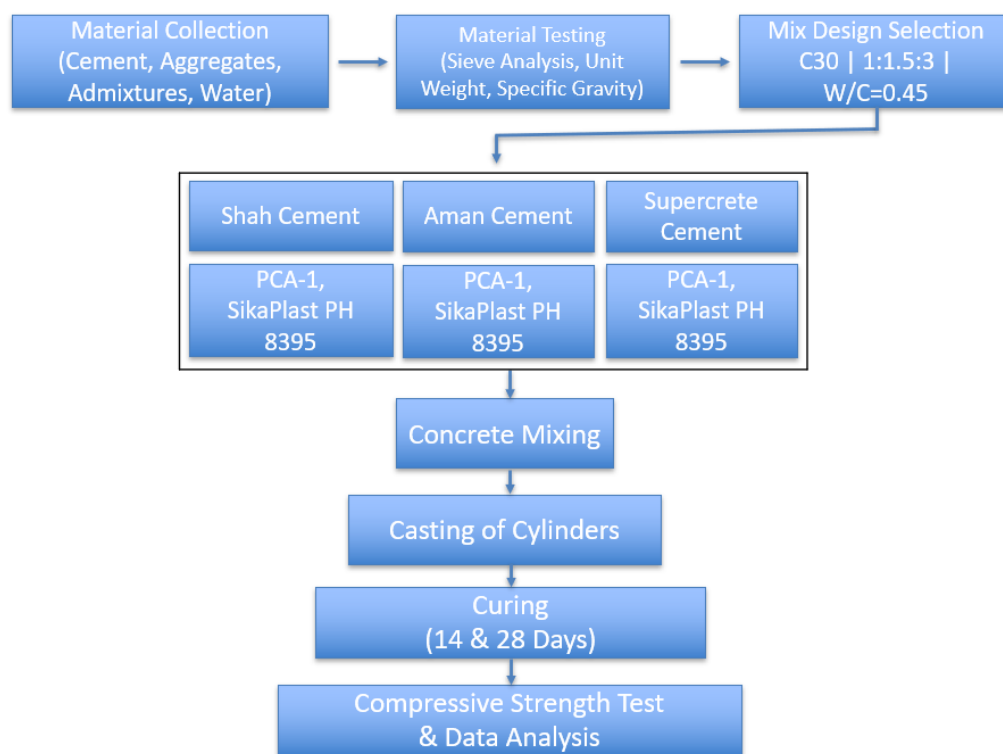 Material Collection
(Cement, Aggregates,
Admixtures, Water)
Material Testing
(Sieve Analysis, Unit
Weight, Specific Gravity)
Mix Design Selection
C30 | 1:1.5:3 |
W/C=0.45
Shah Cement
Aman Cement
Supercrete
Cement
PCA-1,
SikaPlast PH
8395
PCA-1,
SikaPlast PH
8395
PCA-1,
SikaPlast PH
8395
Concrete Mixing
Casting of Cylinders
Curing
(14 & 28 Days)
Compressive Strength Test
& Data Analysis